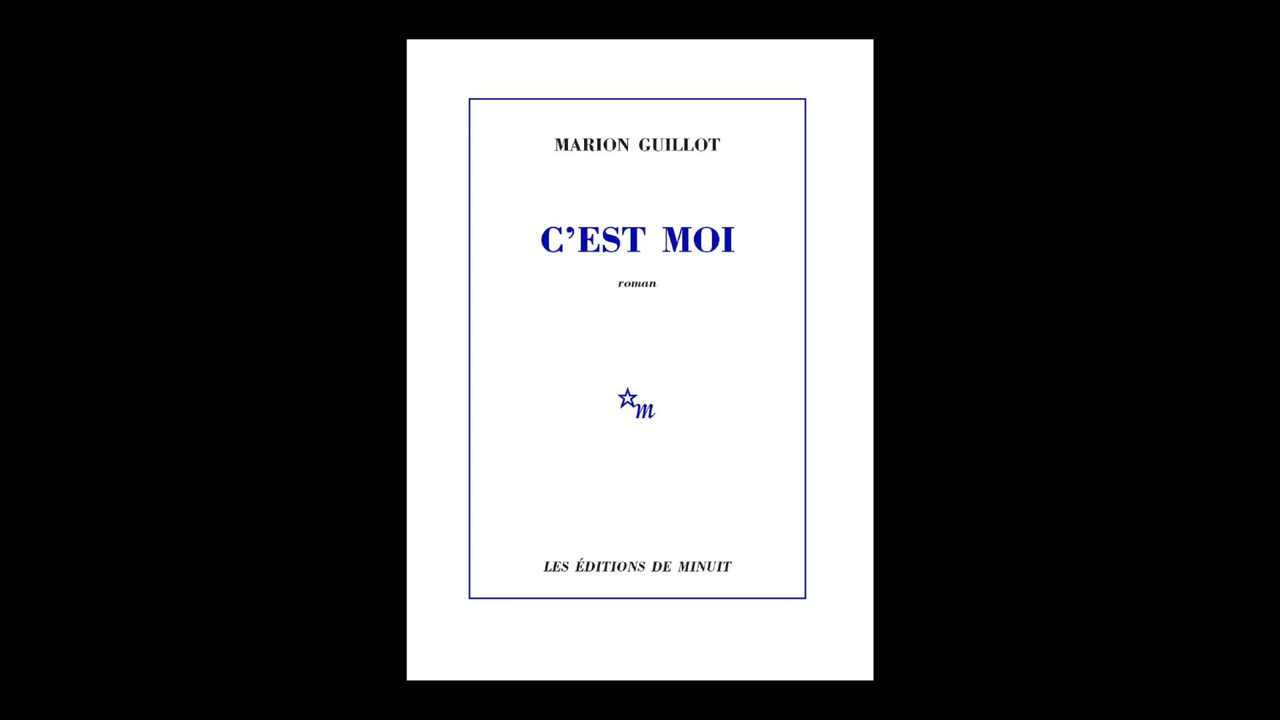 MARION GUILLOT
C’EST MOI
roman
m
LES ÉDITIONS DE MINUIT